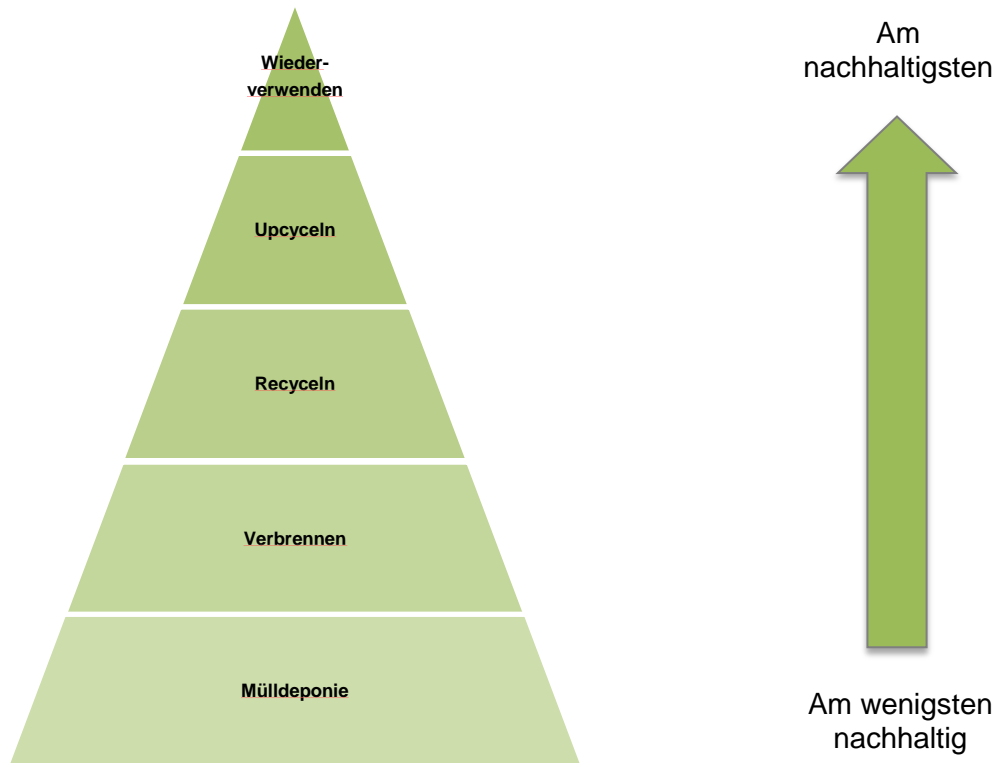 Wieder-
verwenden
Upcyceln
Recyceln
Verbrennen
Mülldeponie
Am
nachhaltigsten
Am wenigsten
nachhaltig